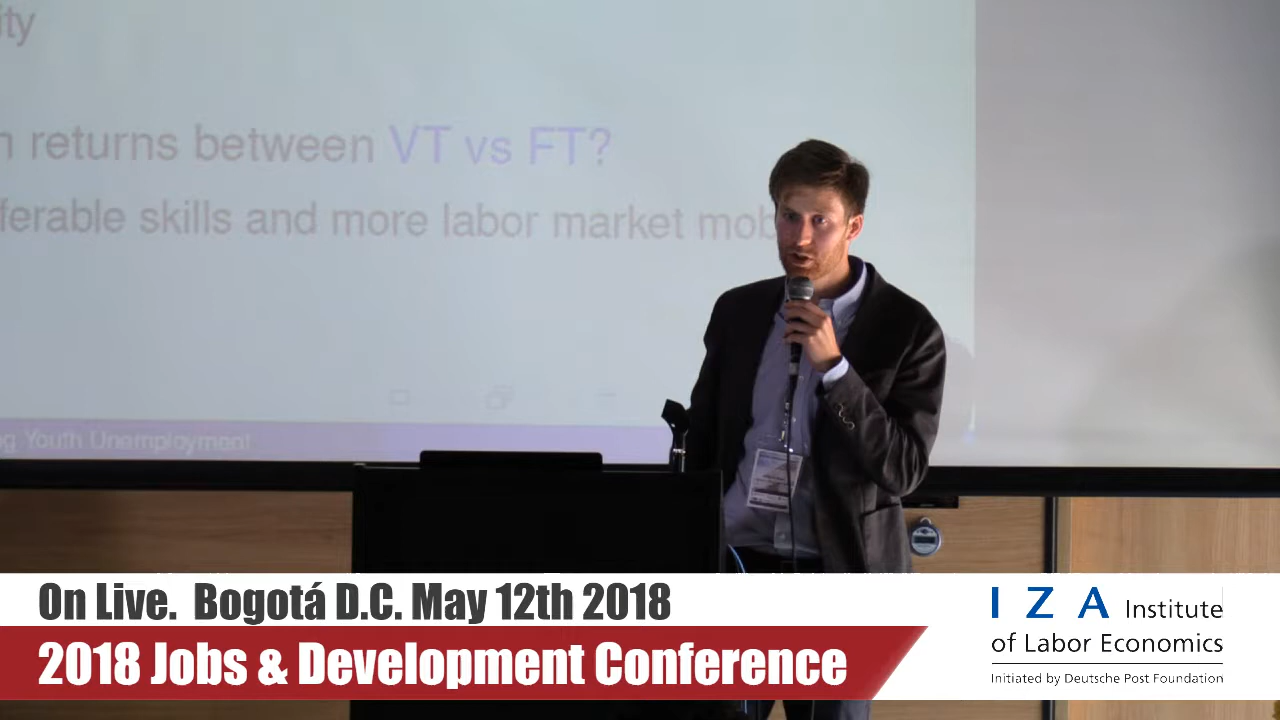 ity
n returns between VT vs FT?
ferable skills and more labor market mob
ng Youth Unemployment
On Live. Bogotá D.C. May 12th 2018
2018 Jobs & Development Conference
I Z A Institute
of Labor Economics
Initiated by Deutsche Post Foundation